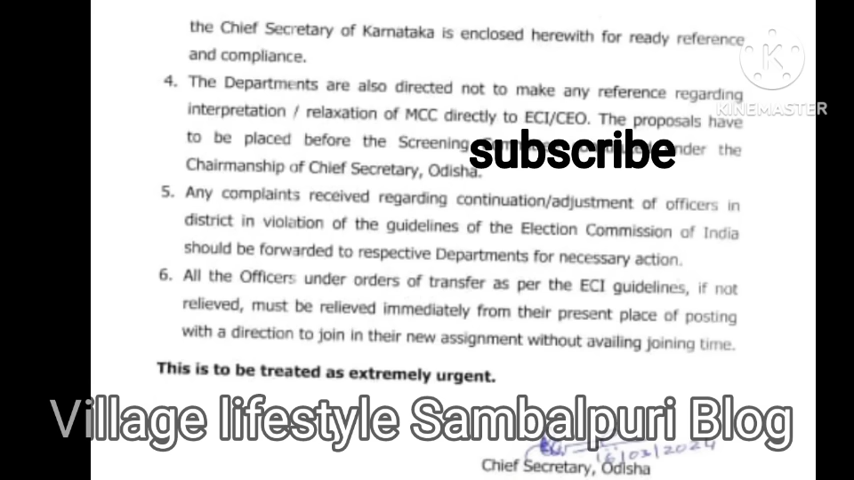 the Chief Secretary of Karnataka is enclosed herewith for ready reference
and compliance.
4. The Departments are also directed not to make any reference regarding
interpretation / relaxation of MCC directly to ECI/CEO. The proposals have
to be placed before the Screening under the
Chairmanship of Chief Secretary, Odisha.
subscribe
5. Any complaints received regarding continuation/adjustment of officers in
district in violation of the guidelines of the Election Commission of India
should be forwarded to respective Departments for necessary action.
6. All the Officers under orders of transfer as per the ECI guidelines, if not
relieved, must be relieved immediately from their present place of posting
with a direction to join in their new assignment without availing joining time.
This is to be treated as extremely urgent.
Village lifestyle Sambalpuri Blog
16/03/2024
Chief Secretary, Odisha
KINEMASTER